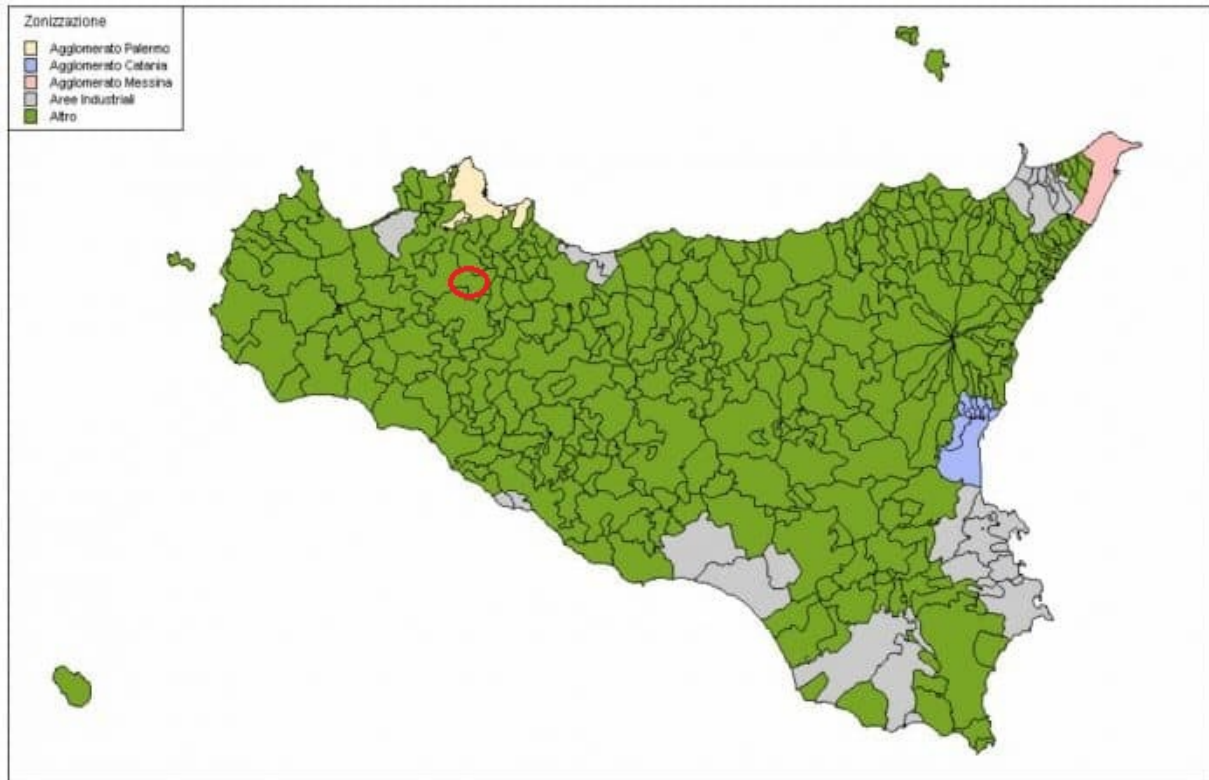 Zonizzazione
Agglomerato Palermo
Agglomerato Catania
Agglomerato Messina
Aree Industriali
Altro